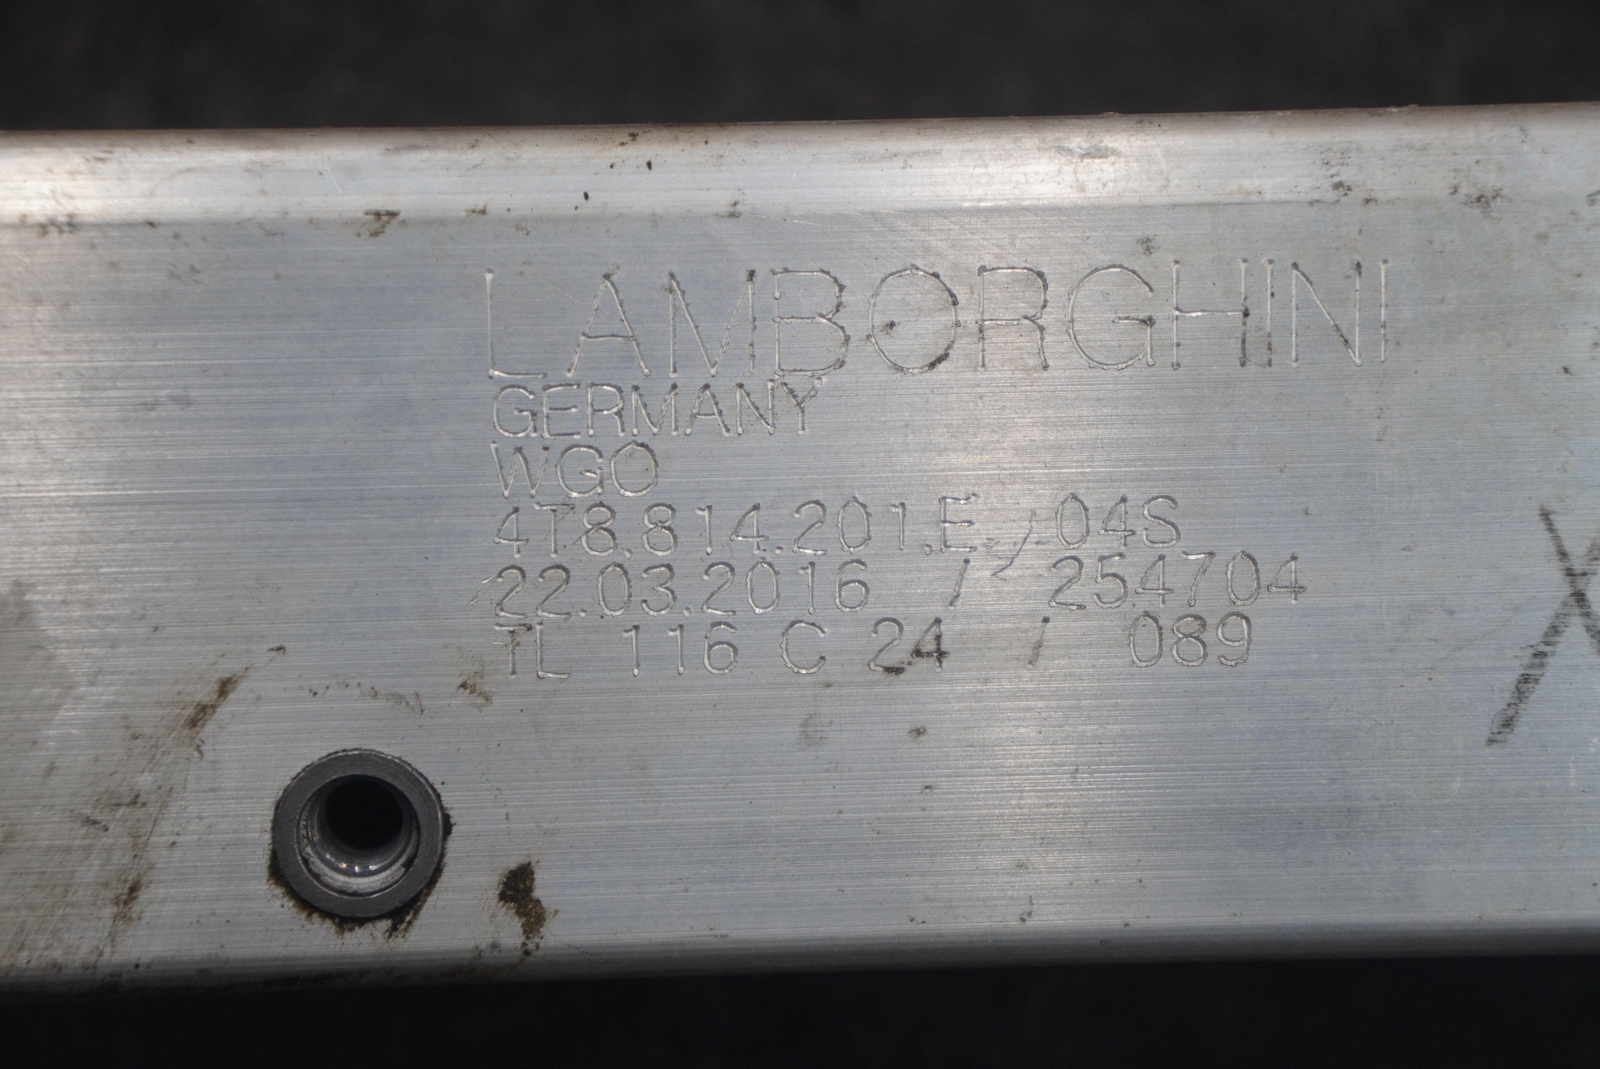 LAMBORGHINI
GERMANY
WGO
4T8.814.201.E / 04S
22.03.2016 / 254704
TL 116 C 24 / 089
X